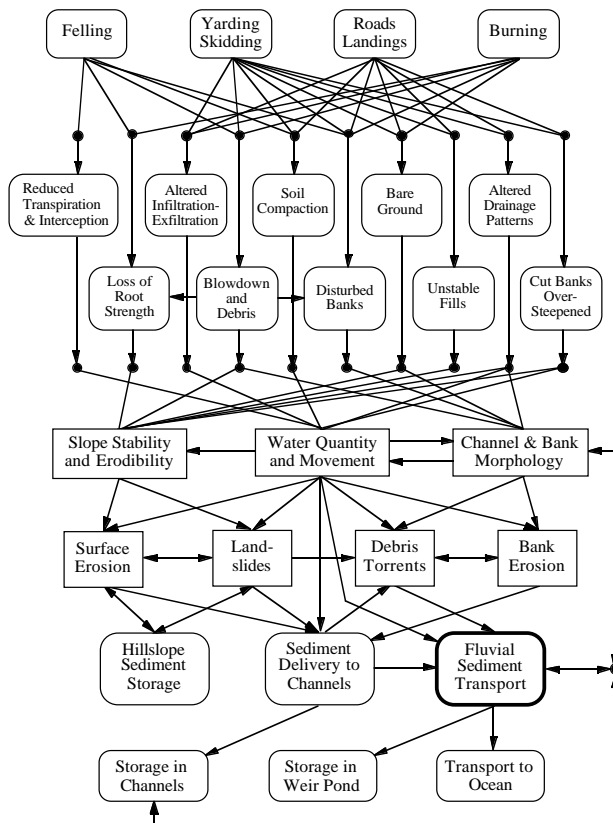 Felling
Yarding
Skidding
Roads
Landings
Burning
Reduced
Transpiration
& Interception
Altered
Infiltration-
Exfiltration
Soil
Compaction
Bare
Ground
Altered
Drainage
Patterns
Loss of
Root
Strength
Blowdown
and
Debris
Disturbed
Banks
Unstable
Fills
Cut Banks
Over-
Steepened
Slope Stability
and Erodibility
Water Quantity
and Movement
Channel & Bank
Morphology
Surface
Erosion
Land-
slides
Debris
Torrents
Bank
Erosion
Hillslope
Sediment
Storage
Sediment
Delivery to
Channels
Fluvial
Sediment
Transport
Storage in
Channels
Storage in
Weir Pond
Transport to
Ocean